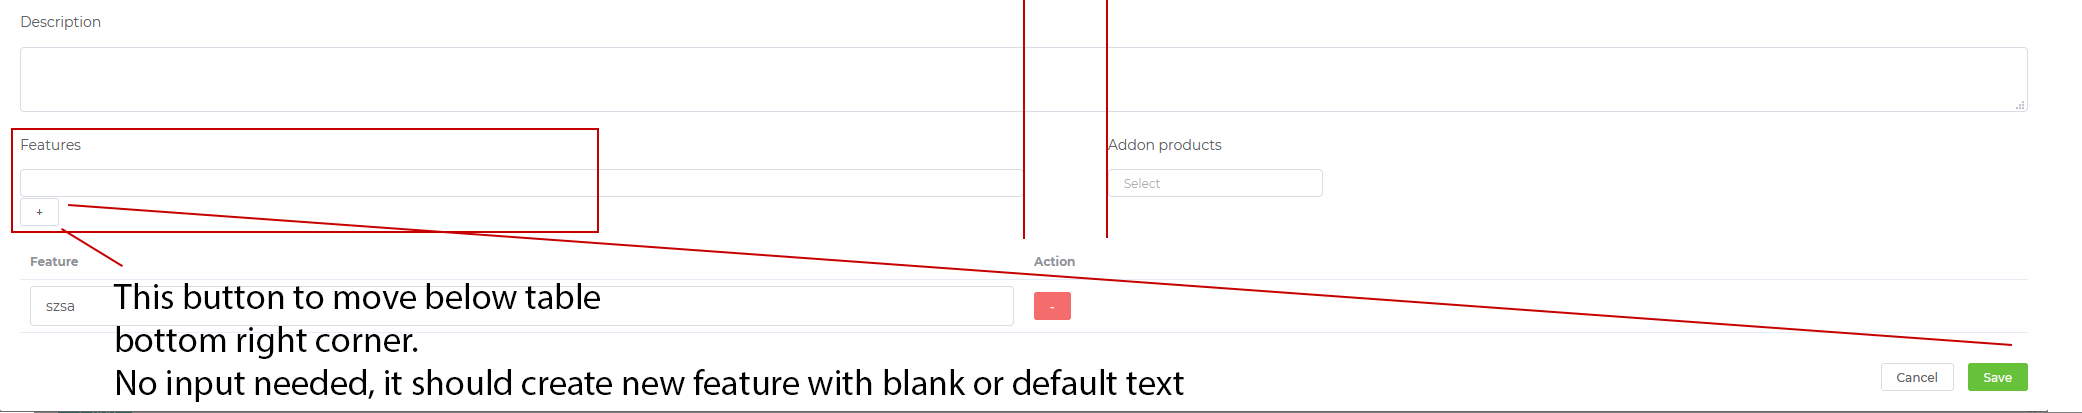 Description
Features
Addon products
Select
+
Feature
Action
szsa
-
This button to move below table
bottom right corner.
No input needed, it should create new feature with blank or default text
Cancel
Save